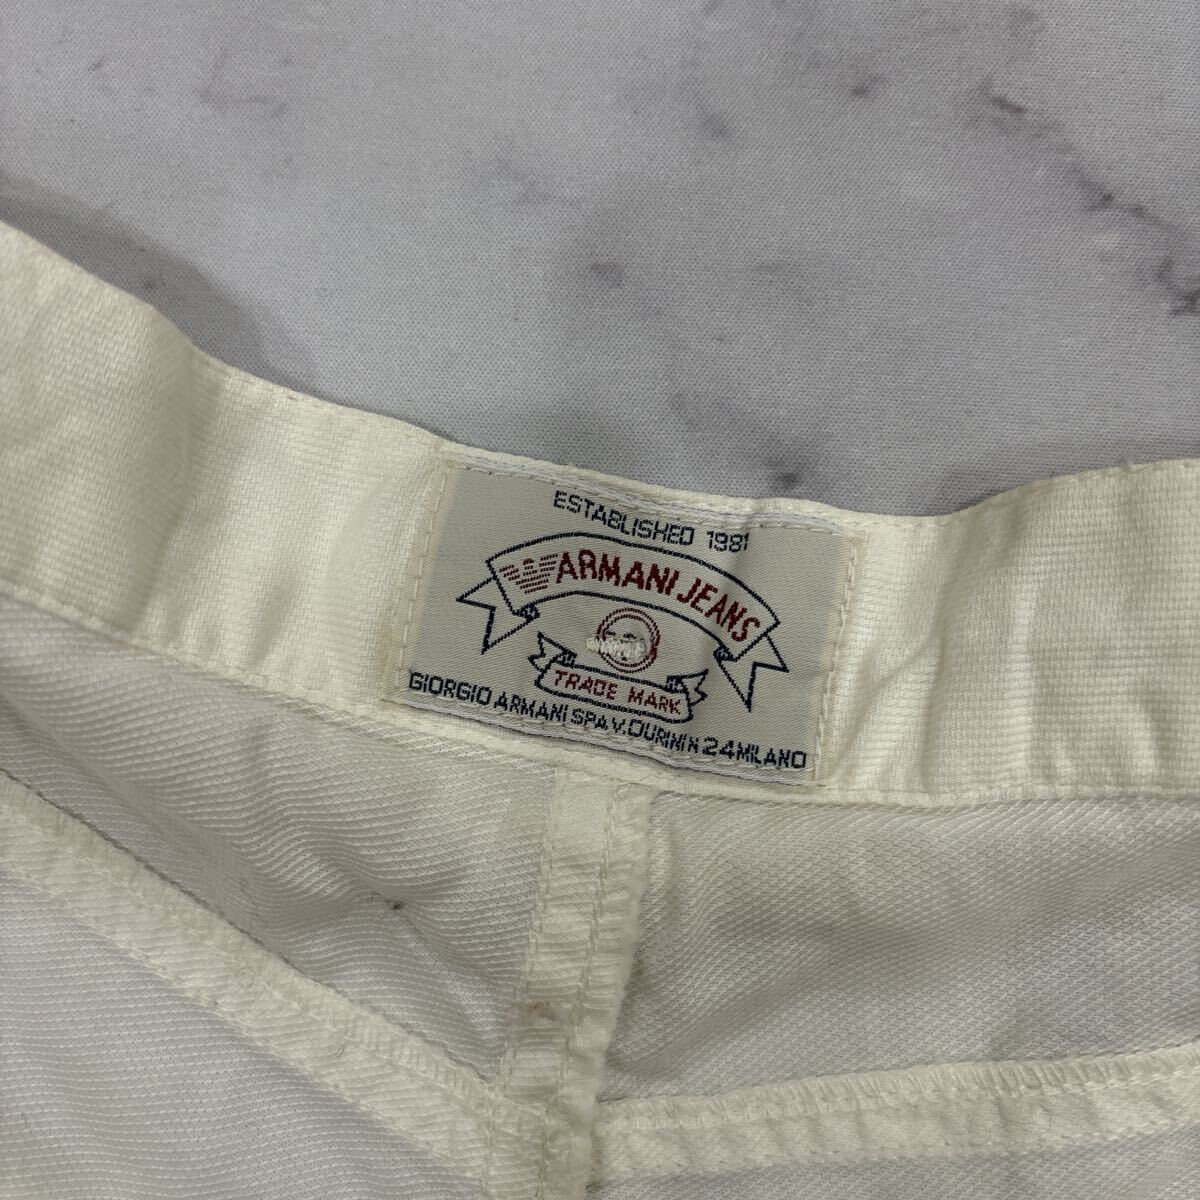 ESTABLISHED 1981
ARMANI JEANS
TRADE MARK
GIORGIO ARMANI SPA V. DURINI N 24 MILANO